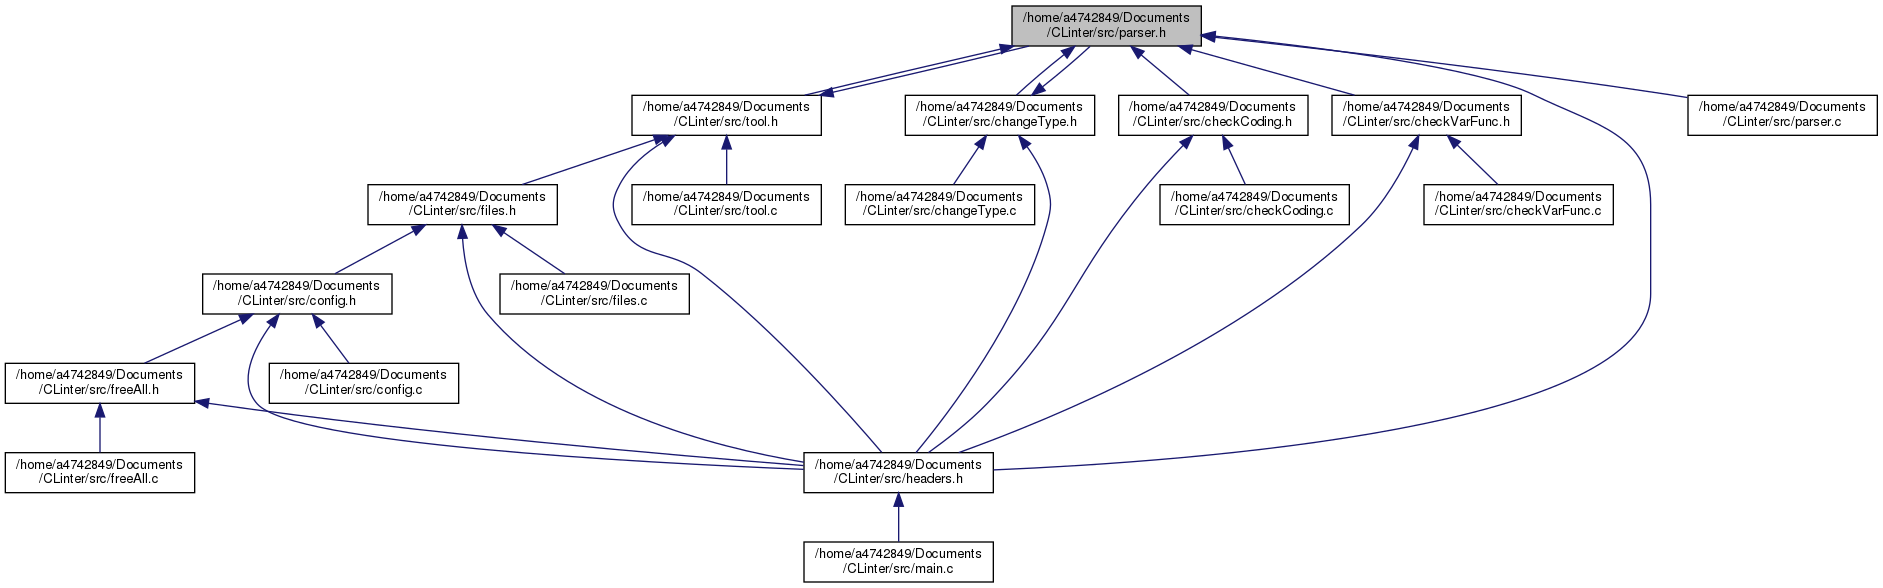 /home/a4742849/Documents
/CLinter/src/parser.h
/home/a4742849/Documents
/CLinter/src/tool.h
/home/a4742849/Documents
/CLinter/src/changeType.h
/home/a4742849/Documents
/CLinter/src/checkCoding.h
/home/a4742849/Documents
/CLinter/src/checkVarFunc.h
/home/a4742849/Documents
/CLinter/src/parser.c
/home/a4742849/Documents
/CLinter/src/files.h
/home/a4742849/Documents
/CLinter/src/tool.c
/home/a4742849/Documents
/CLinter/src/changeType.c
/home/a4742849/Documents
/CLinter/src/checkCoding.c
/home/a4742849/Documents
/CLinter/src/checkVarFunc.c
/home/a4742849/Documents
/CLinter/src/config.h
/home/a4742849/Documents
/CLinter/src/files.c
/home/a4742849/Documents
/CLinter/src/freeAll.h
/home/a4742849/Documents
/CLinter/src/config.c
/home/a4742849/Documents
/CLinter/src/freeAll.c
/home/a4742849/Documents
/CLinter/src/headers.h
/home/a4742849/Documents
/CLinter/src/main.c